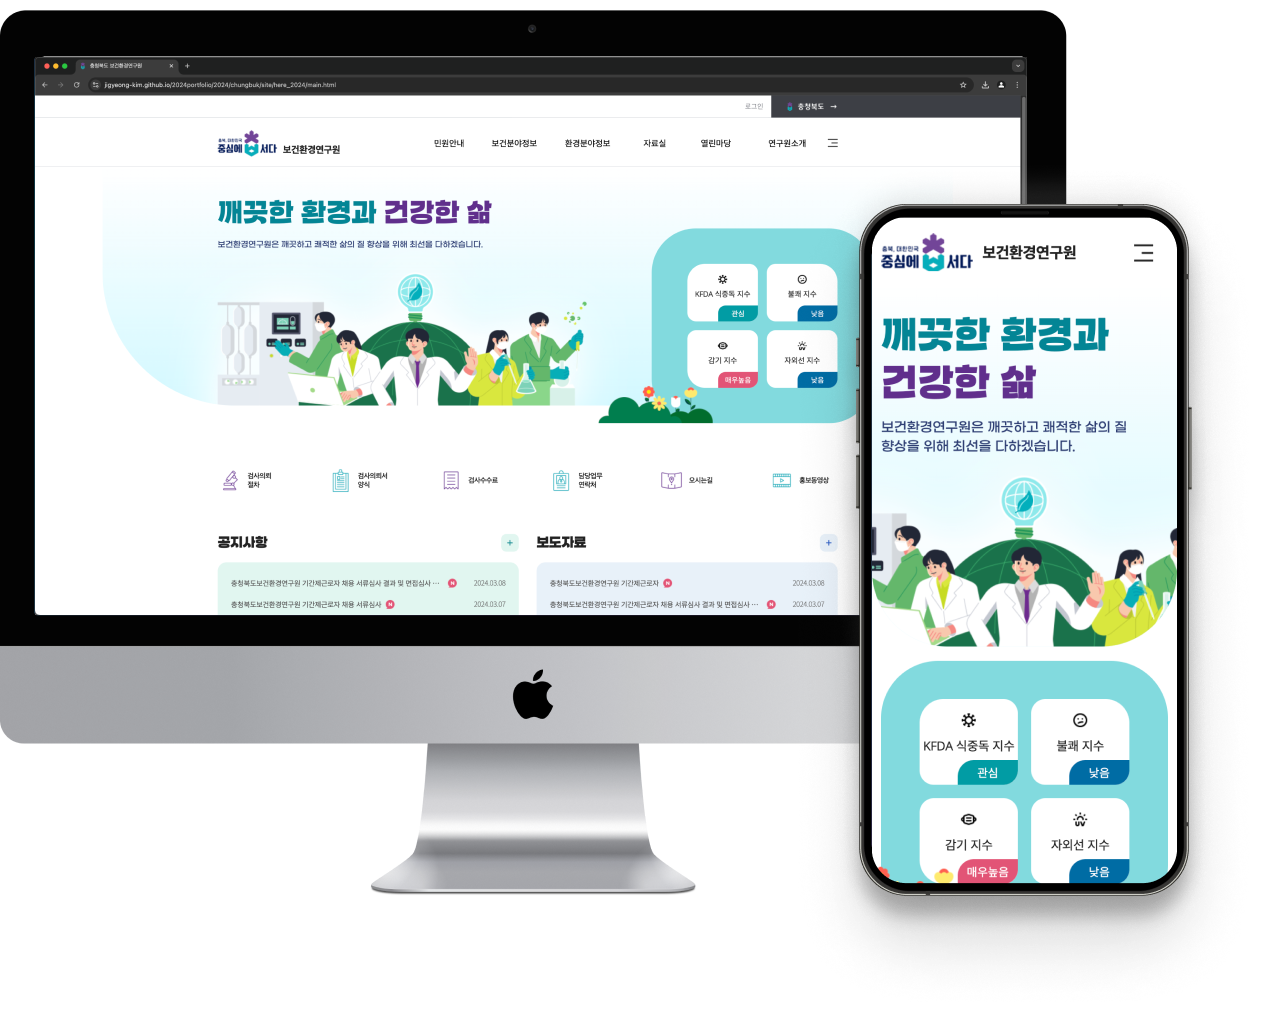 충청북도 보건환경연구원
jigyeong-kim.github.io/2024portfolio/2024/chungbuk/site/here_2024/main.html
로그인
충청북도 →
충북, 대한민국
중심에 서다 보건환경연구원
민원안내 보건분야정보 환경분야정보 자료실 열린마당 연구원소개
깨끗한 환경과 건강한 삶
보건환경연구원은 깨끗하고 쾌적한 삶의 질 향상을 위해 최선을 다하겠습니다.
KFDA 식중독 지수
관심
불쾌 지수
낮음
감기 지수
매우높음
자외선 지수
낮음
검사의뢰
절차
검사의뢰서
양식
검사수수료
담당업무
연락처
오시는길
홍보동영상
공지사항 +
충청북도보건환경연구원 기간제근로자 채용 서류심사 결과 및 면접심사 ··· N 2024.03.08
충청북도보건환경연구원 기간제근로자 채용 서류심사 N 2024.03.07
보도자료 +
충청북도보건환경연구원 기간제근로자 N 2024.03.08
충청북도보건환경연구원 기간제근로자 채용 서류심사 결과 및 면접심사 ··· N 2024.03.07
충북, 대한민국
중심에 서다 보건환경연구원
깨끗한 환경과
건강한 삶
보건환경연구원은 깨끗하고 쾌적한 삶의 질
향상을 위해 최선을 다하겠습니다.
KFDA 식중독 지수
관심
불쾌 지수
낮음
감기 지수
매우높음
UV
자외선 지수
낮음